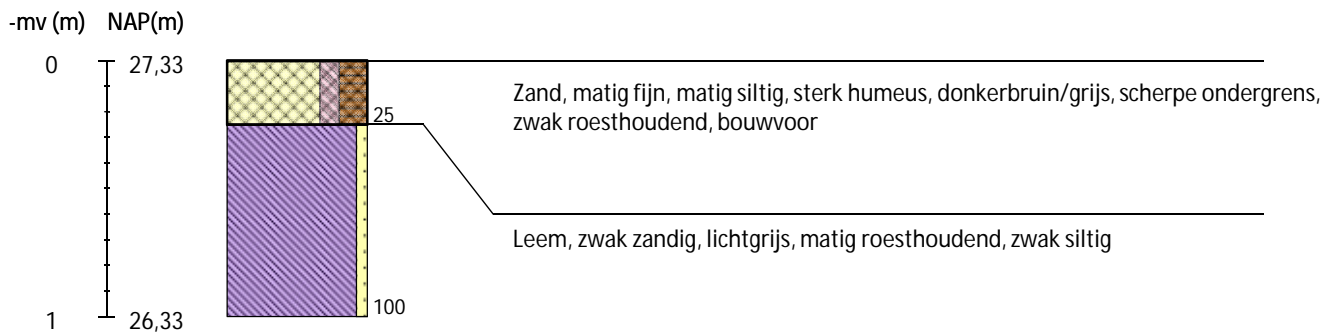 -mv (m) NAP(m)
0 27,33
Zand, matig fijn, matig siltig, sterk humeus, donkerbruin/grijs, scherpe ondergrens,
25
zwak roesthoudend, bouwvoor
Leem, zwak zandig, lichtgrijs, matig roesthoudend, zwak siltig
100
1 26,33